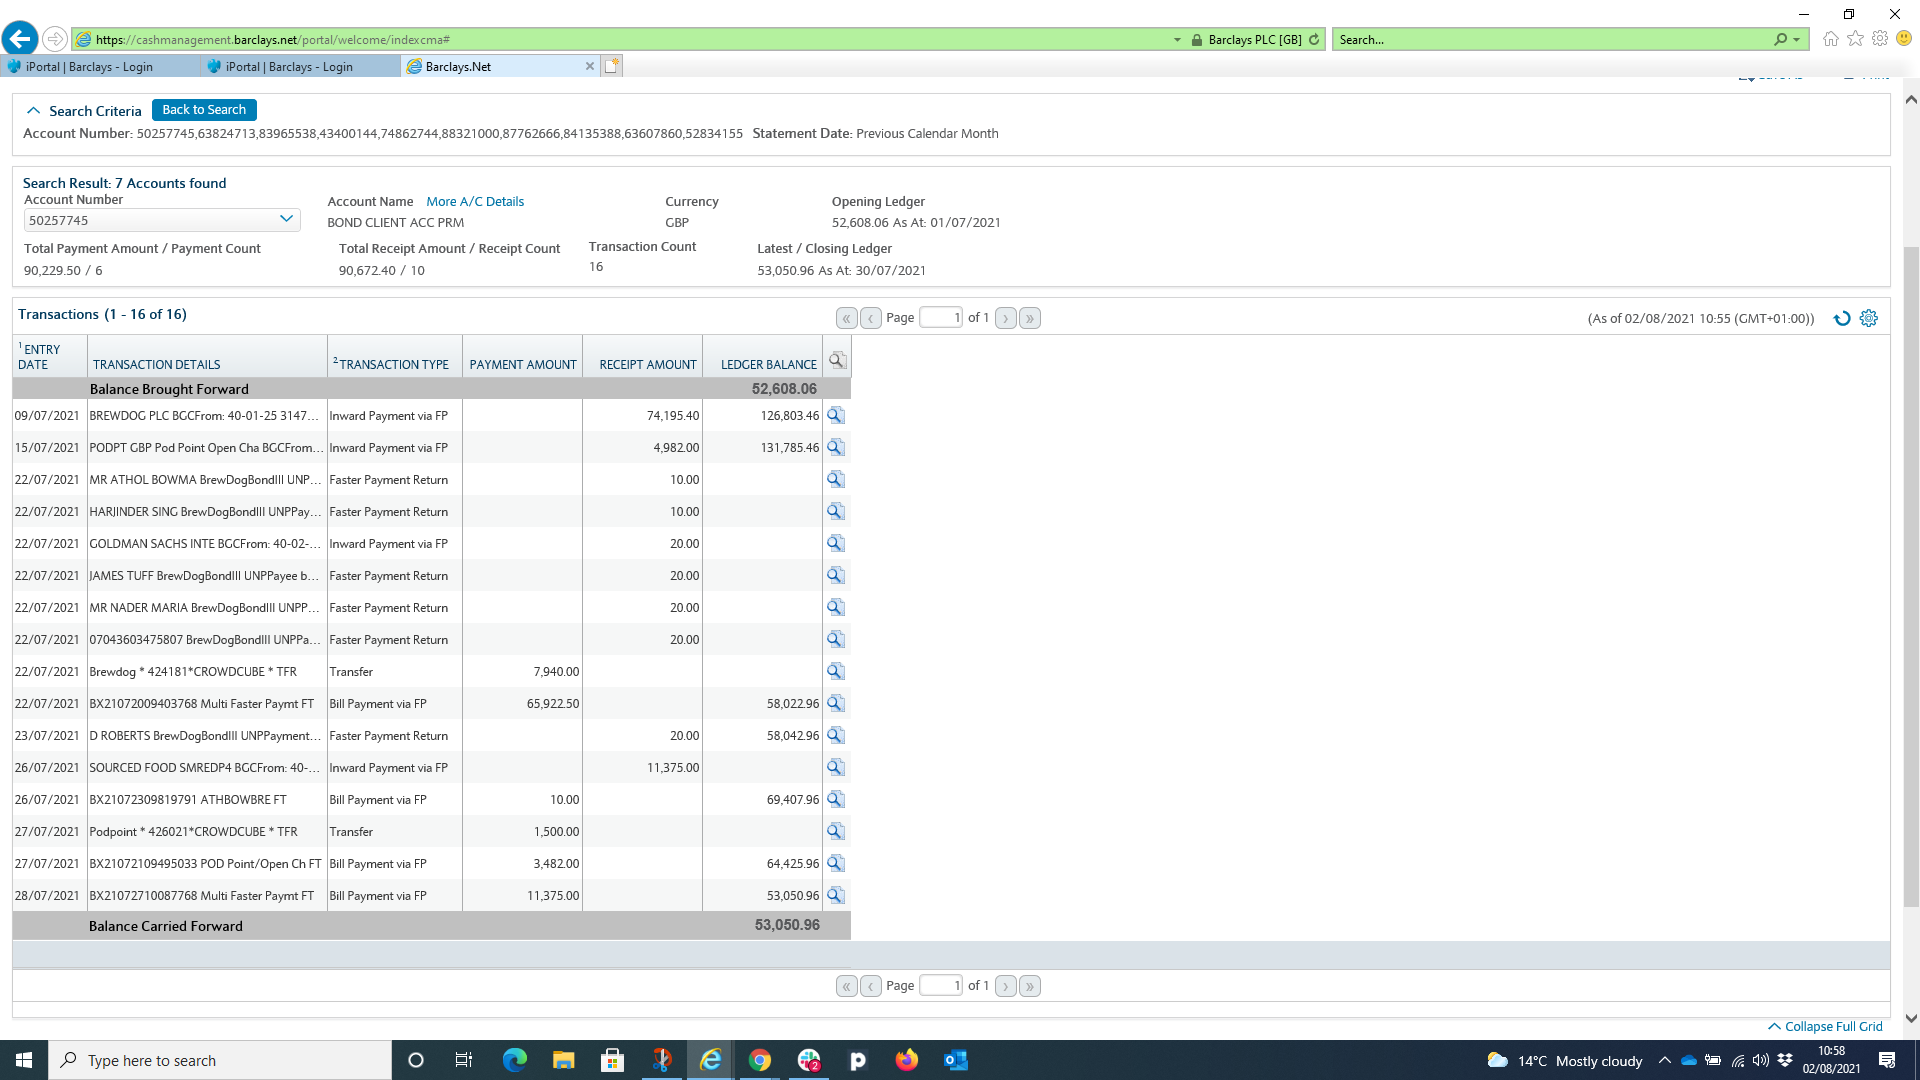 https://cashmanagement.barclays.net/portal/welcome/indexcma#
Barclays PLC [GB]
Search...
iPortal | Barclays - Login
iPortal | Barclays - Login
Barclays.Net
Search Criteria Back to Search
Account Number: 50257745,63824713,83965538,43400144,74862744,88321000,87762666,84135388,63607860,52834155 Statement Date: Previous Calendar Month
Search Result: 7 Accounts found
Account Number Account Name More A/C Details Currency Opening Ledger
50257745 BOND CLIENT ACC PRM GBP 52,608.06 As At: 01/07/2021
Total Payment Amount / Payment Count Total Receipt Amount / Receipt Count Transaction Count Latest / Closing Ledger
90,229.50 / 6 90,672.40 / 10 16 53,050.96 As At: 30/07/2021
Transactions (1 - 16 of 16) « ‹ Page 1 of 1 › » (As of 02/08/2021 10:55 (GMT+01:00))
1 ENTRY DATE TRANSACTION DETAILS 2 TRANSACTION TYPE PAYMENT AMOUNT RECEIPT AMOUNT LEDGER BALANCE
Balance Brought Forward 52,608.06
09/07/2021 BREWDOG PLC BGCFrom: 40-01-25 3147... Inward Payment via FP 74,195.40 126,803.46
15/07/2021 PODPT GBP Pod Point Open Cha BGCFrom... Inward Payment via FP 4,982.00 131,785.46
22/07/2021 MR ATHOL BOWMA BrewDogBondIII UNP... Faster Payment Return 10.00
22/07/2021 HARJINDER SING BrewDogBondIII UNPPay... Faster Payment Return 10.00
22/07/2021 GOLDMAN SACHS INTE BGCFrom: 40-02-... Inward Payment via FP 20.00
22/07/2021 JAMES TUFF BrewDogBondIII UNPPayee b... Faster Payment Return 20.00
22/07/2021 MR NADER MARIA BrewDogBondIII UNPP... Faster Payment Return 20.00
22/07/2021 07043603475807 BrewDogBondIII UNPPa... Faster Payment Return 20.00
22/07/2021 Brewdog * 424181*CROWDCUBE * TFR Transfer 7,940.00
22/07/2021 BX21072009403768 Multi Faster Paymt FT Bill Payment via FP 65,922.50 58,022.96
23/07/2021 D ROBERTS BrewDogBondIII UNPPayment... Faster Payment Return 20.00 58,042.96
26/07/2021 SOURCED FOOD SMREDP4 BGCFrom: 40-... Inward Payment via FP 11,375.00
26/07/2021 BX21072309819791 ATHBOWBRE FT Bill Payment via FP 10.00 69,407.96
27/07/2021 Podpoint * 426021*CROWDCUBE * TFR Transfer 1,500.00
27/07/2021 BX21072109495033 POD Point/Open Ch FT Bill Payment via FP 3,482.00 64,425.96
28/07/2021 BX21072710087768 Multi Faster Paymt FT Bill Payment via FP 11,375.00 53,050.96
Balance Carried Forward 53,050.96
« ‹ Page 1 of 1 › »
Collapse Full Grid
Type here to search
2
14°C Mostly cloudy
10:58
02/08/2021